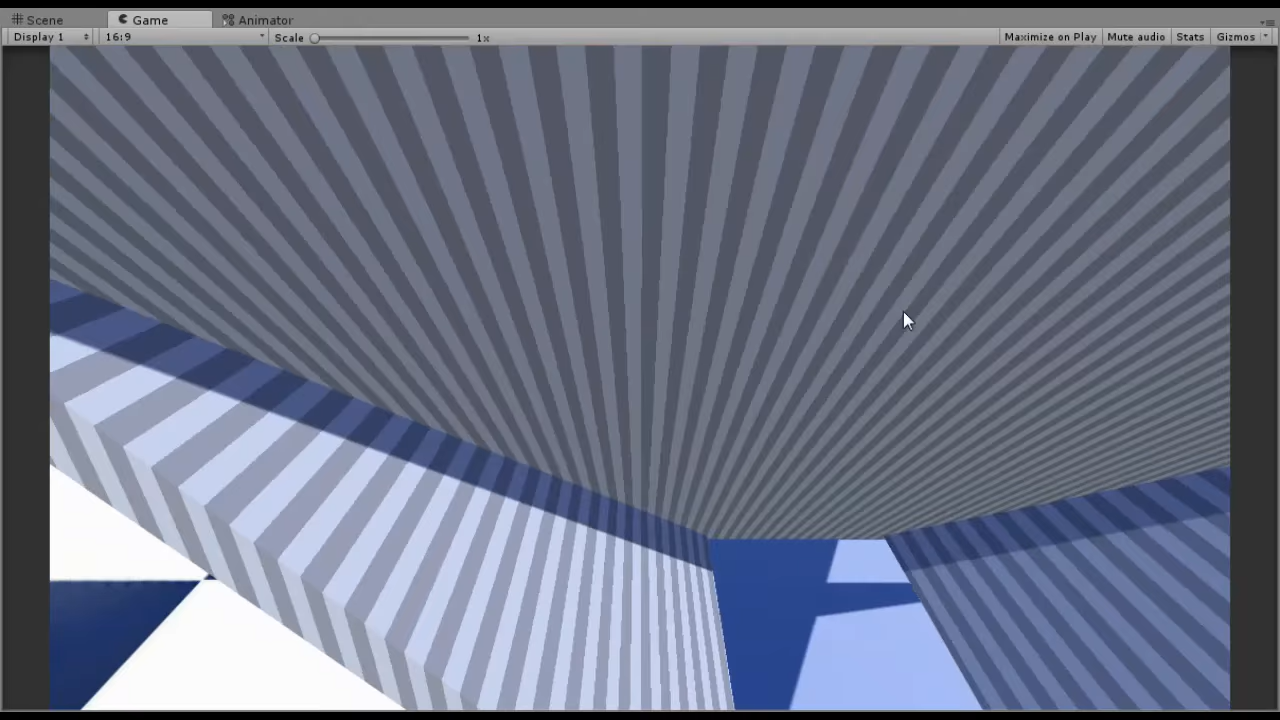 Scene Game Animator
Display 1 16:9 Scale 1x Maximize on Play Mute audio Stats Gizmos